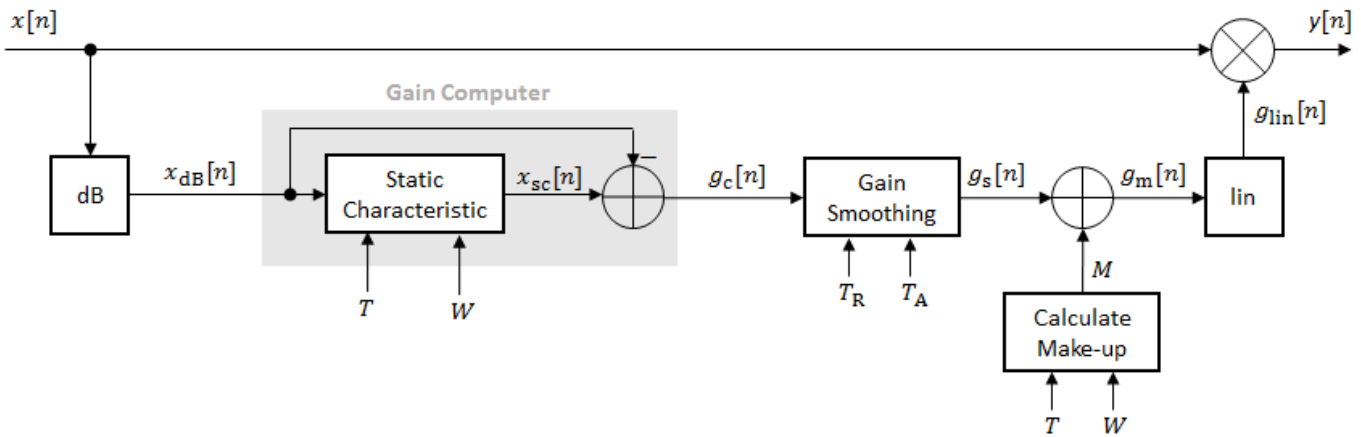 x[n]
y[n]
Gain Computer
g_lin[n]
−
dB
x_dB[n]
Static
Characteristic
x_sc[n]
g_c[n]
Gain
Smoothing
g_s[n]
g_m[n]
lin
T
W
T_R
T_A
M
Calculate
Make-up
T
W